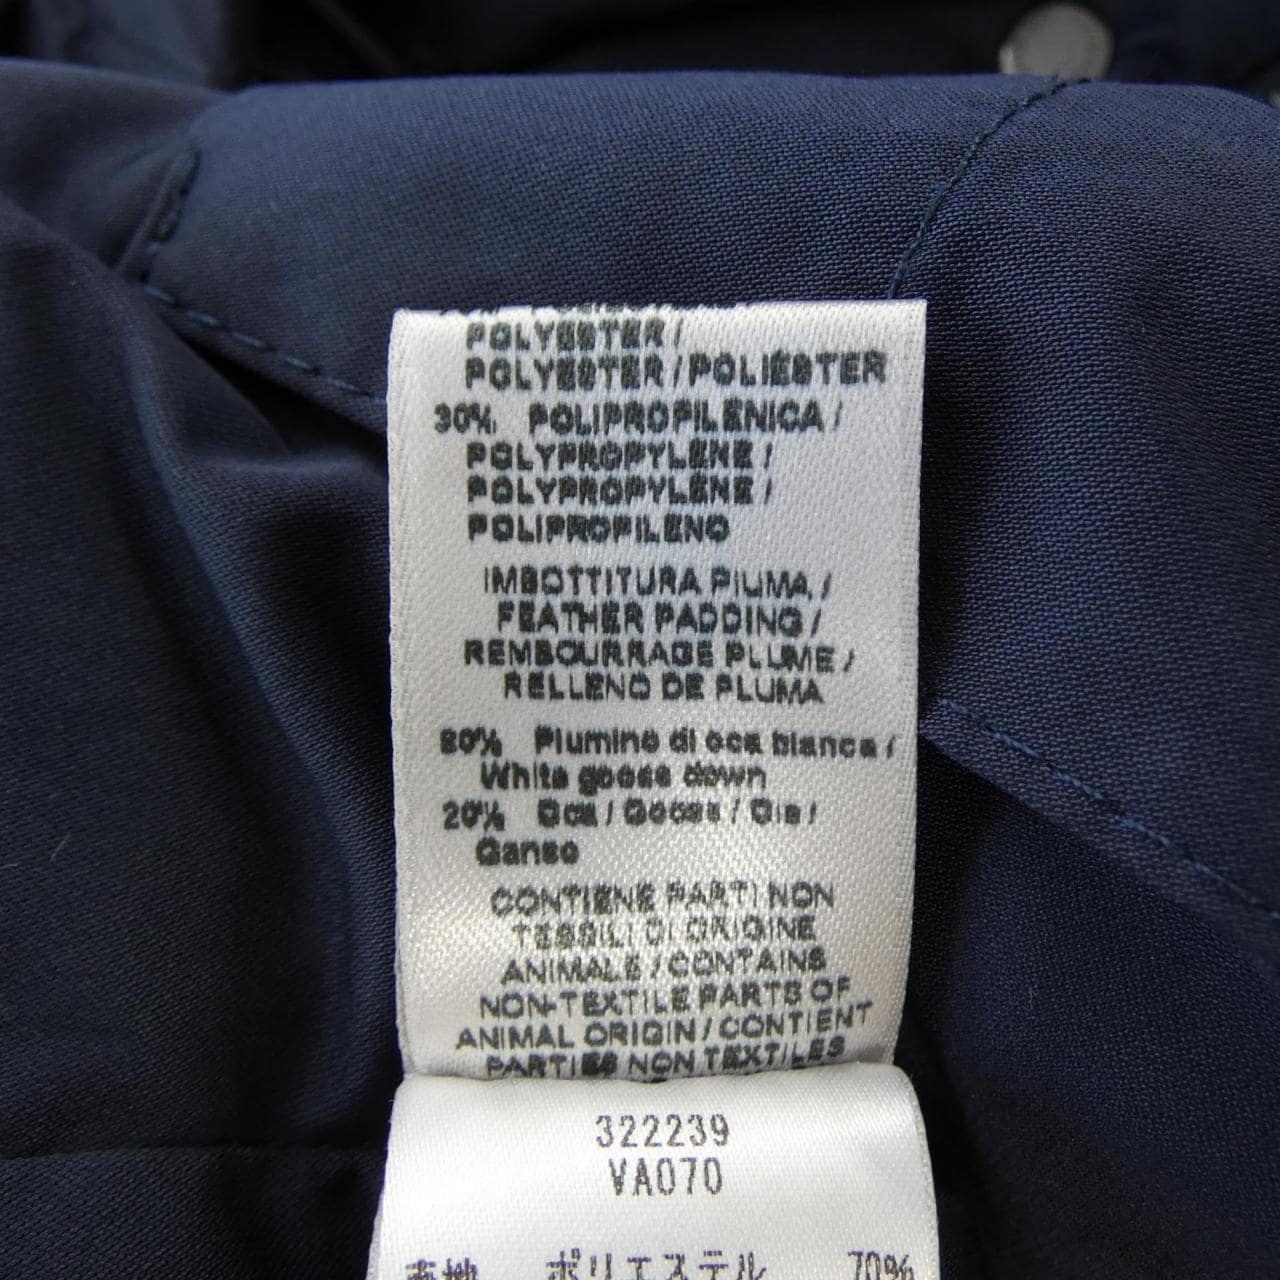 POLYESTER /
POLYESTER / POLIÉSTER
30% POLIPROPILENICA /
POLYPROPYLENE /
POLYPROPYLENE /
POLIPROPILENO
IMBOTTITURA PIUMA /
FEATHER PADDING /
REMBOURRAGE PLUME /
RELLENO DE PLUMA
80% Piumino di oca bianca /
White goose down
20% Oca / Goose / Oie /
Ganso
CONTIENE PARTI NON
TESSILI DI ORIGINE
ANIMALE / CONTAINS
NON-TEXTILE PARTS OF
ANIMAL ORIGIN / CONTIENT
PARTIES NON TEXTILES
322239
VA070
表地 ポリエステル 70%